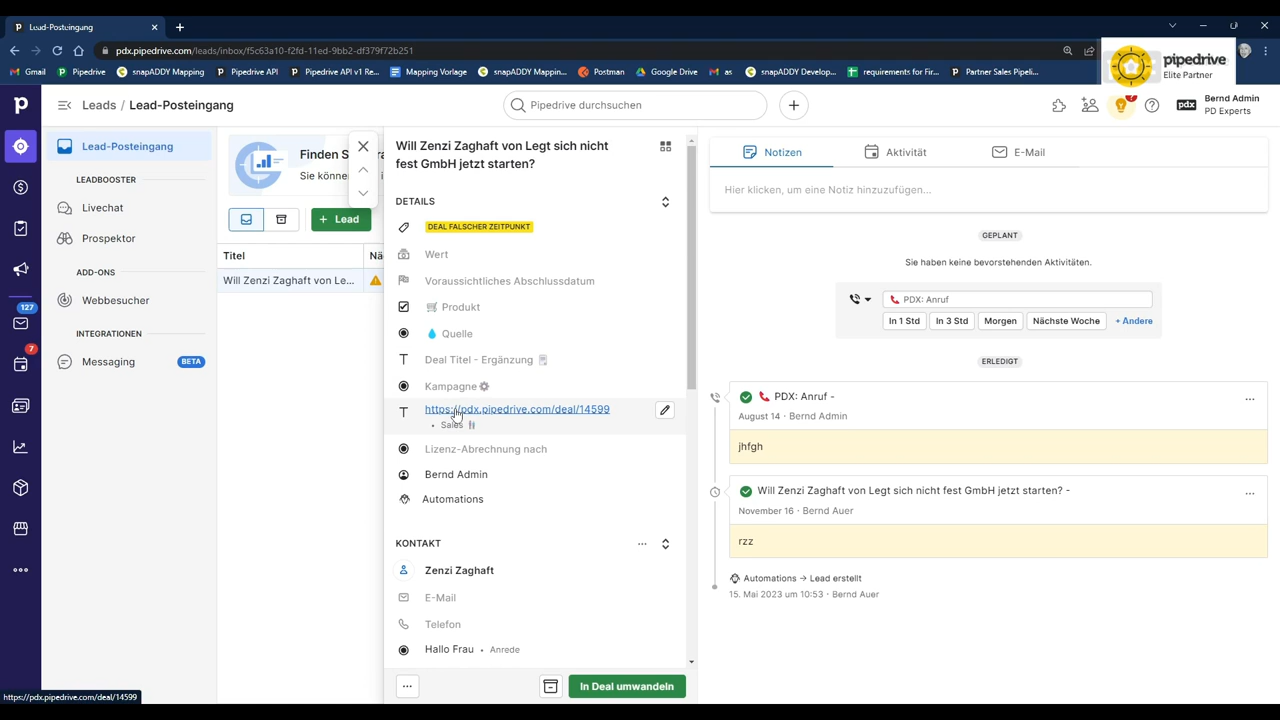 Lead-Posteingang
pdx.pipedrive.com/leads/inbox/f5c63a10-f2fd-11ed-9bb2-df379f72b251
Gmail
Pipedrive
snapADDY Mapping
Pipedrive API
Pipedrive API v1 Re...
Mapping Vorlage
snapADDY Mappin...
Postman
Google Drive
as
snapADDY Develop...
requirements for Fir...
Partner Sales Pipeli...
pipedrive
Elite Partner
Leads / Lead-Posteingang
Pipedrive durchsuchen
7
pdx
Bernd Admin
PD Experts
Lead-Posteingang
LEADBOOSTER
Livechat
Prospektor
ADD-ONS
Webbesucher
INTEGRATIONEN
Messaging
BETA
127
7
Finden S
Sie könne
+ Lead
Titel
Will Zenzi Zaghaft von Le...
Will Zenzi Zaghaft von Legt sich nicht
fest GmbH jetzt starten?
DETAILS
DEAL FALSCHER ZEITPUNKT
Wert
Voraussichtliches Abschlussdatum
Produkt
Quelle
Deal Titel - Ergänzung
Kampagne
https://pdx.pipedrive.com/deal/14599
• Sales
Lizenz-Abrechnung nach
Bernd Admin
Automations
KONTAKT
Zenzi Zaghaft
E-Mail
Telefon
Hallo Frau • Anrede
In Deal umwandeln
Notizen
Aktivität
E-Mail
Hier klicken, um eine Notiz hinzuzufügen...
GEPLANT
Sie haben keine bevorstehenden Aktivitäten.
PDX: Anruf
In 1 Std
In 3 Std
Morgen
Nächste Woche
+ Andere
ERLEDIGT
PDX: Anruf -
August 14 · Bernd Admin
jhfgh
Will Zenzi Zaghaft von Legt sich nicht fest GmbH jetzt starten? -
November 16 · Bernd Auer
rzz
Automations → Lead erstellt
15. Mai 2023 um 10:53 · Bernd Auer
https://pdx.pipedrive.com/deal/14599